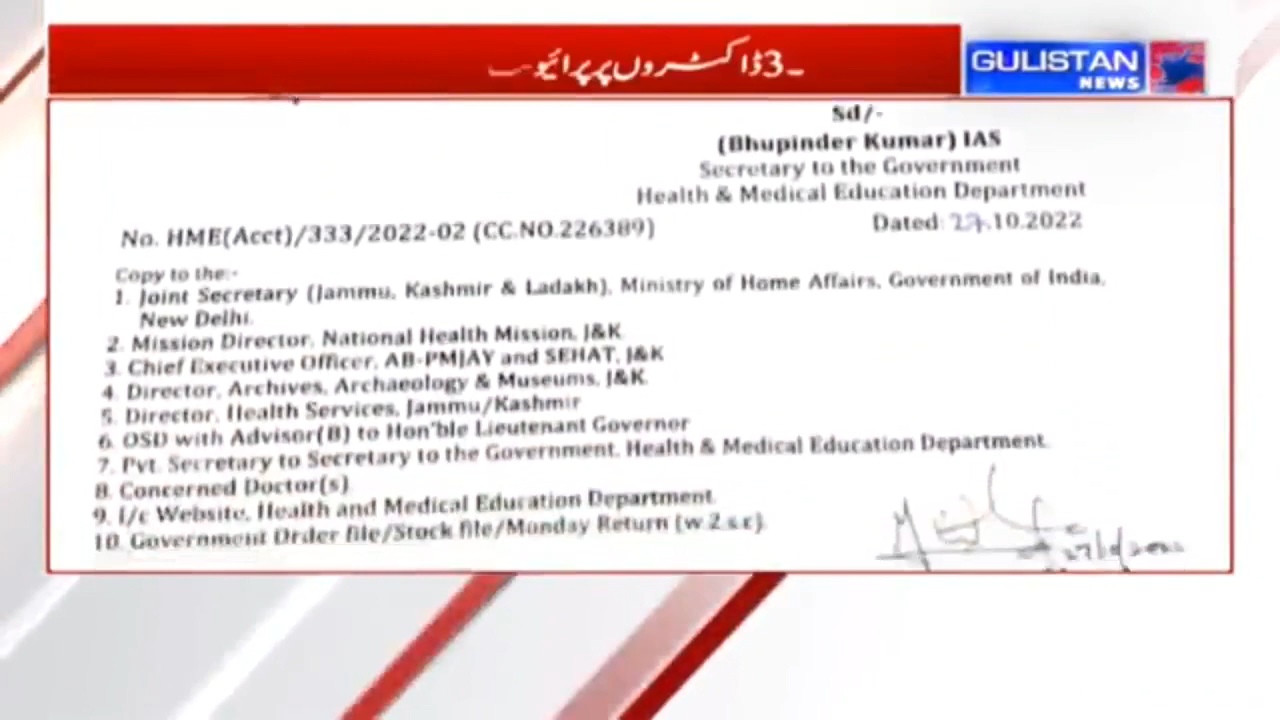 ۔3ڈاکٹروں پر پرائیو
GULISTAN
NEWS
Sd/-
(Bhupinder Kumar) IAS
Secretary to the Government
Health & Medical Education Department
No. HME(Acct)/333/2022-02 (CC.NO.226389)
Dated: 27.10.2022
Copy to the:-
1. Joint Secretary (Jammu, Kashmir & Ladakh), Ministry of Home Affairs, Government of India,
New Delhi.
2. Mission Director, National Health Mission, J&K
3. Chief Executive Officer, AB-PMJAY and SEHAT, J&K
4. Director, Archives, Archaeology & Museums, J&K
5. Director, Health Services, Jammu/Kashmir
6. OSD with Advisor(B) to Hon'ble Lieutenant Governor
7. Pvt. Secretary to Secretary to the Government, Health & Medical Education Department.
8. Concerned Doctor(s)
9. I/c Website, Health and Medical Education Department.
10. Government Order file/Stock file/Monday Return (w.2.s.c)